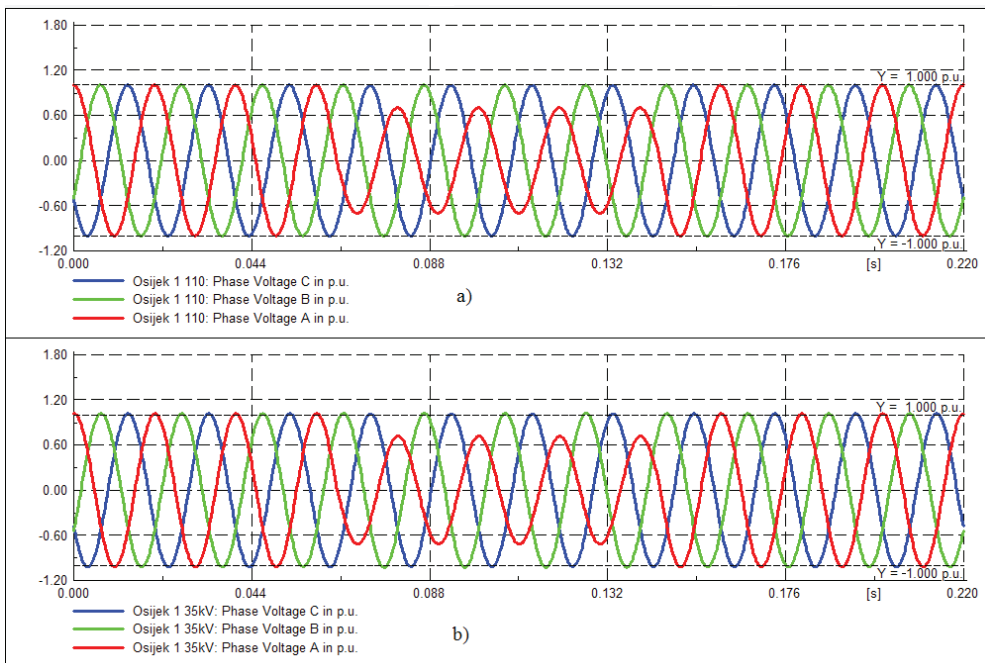 1.80
1.20
Y = 1.000 p.u.
0.60
0.00
-0.60
Y = -1.000 p.u.
-1.20
0.000 0.044 0.088 0.132 0.176 [s] 0.220
Osijek 1 110: Phase Voltage C in p.u.
Osijek 1 110: Phase Voltage B in p.u.
Osijek 1 110: Phase Voltage A in p.u.
a)
1.80
1.20
Y = 1.000 p.u.
0.60
0.00
-0.60
Y = -1.000 p.u.
-1.20
0.000 0.044 0.088 0.132 0.176 [s] 0.220
Osijek 1 35kV: Phase Voltage C in p.u.
Osijek 1 35kV: Phase Voltage B in p.u.
Osijek 1 35kV: Phase Voltage A in p.u.
b)